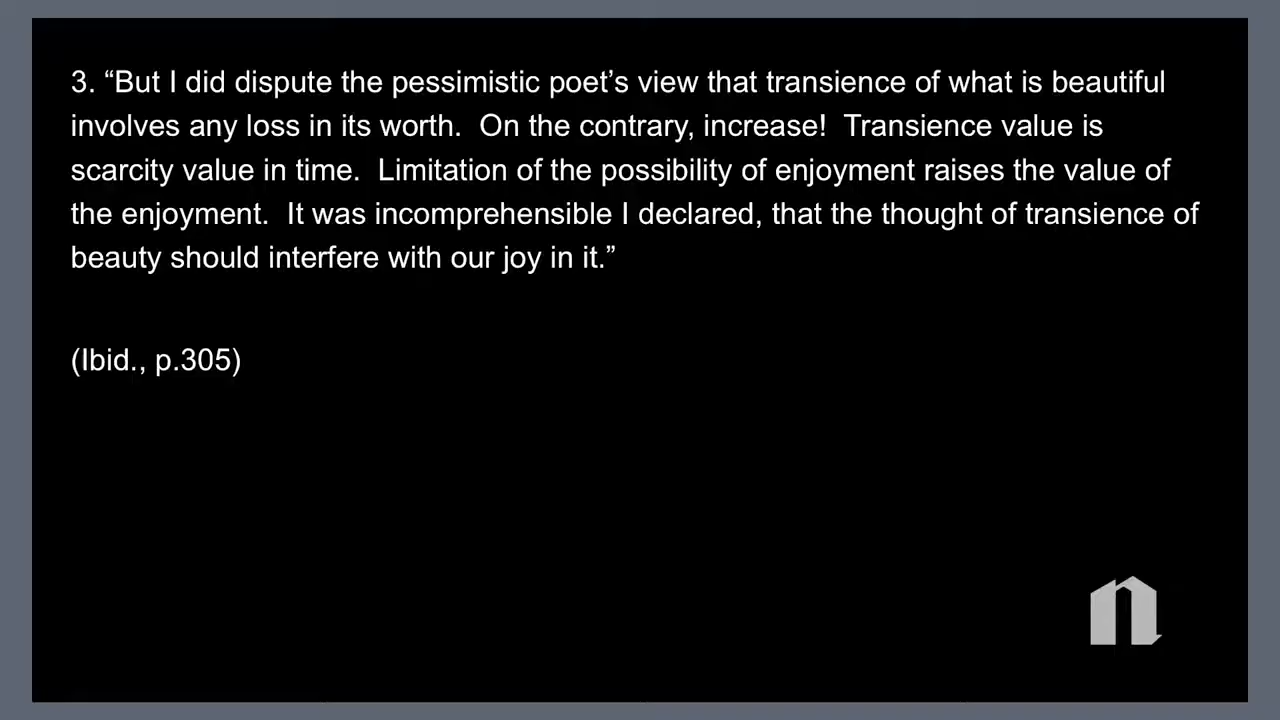 3. “But I did dispute the pessimistic poet’s view that transience of what is beautiful
involves any loss in its worth.  On the contrary, increase!  Transience value is
scarcity value in time.  Limitation of the possibility of enjoyment raises the value of
the enjoyment.  It was incomprehensible I declared, that the thought of transience of
beauty should interfere with our joy in it.”
(Ibid., p.305)
n